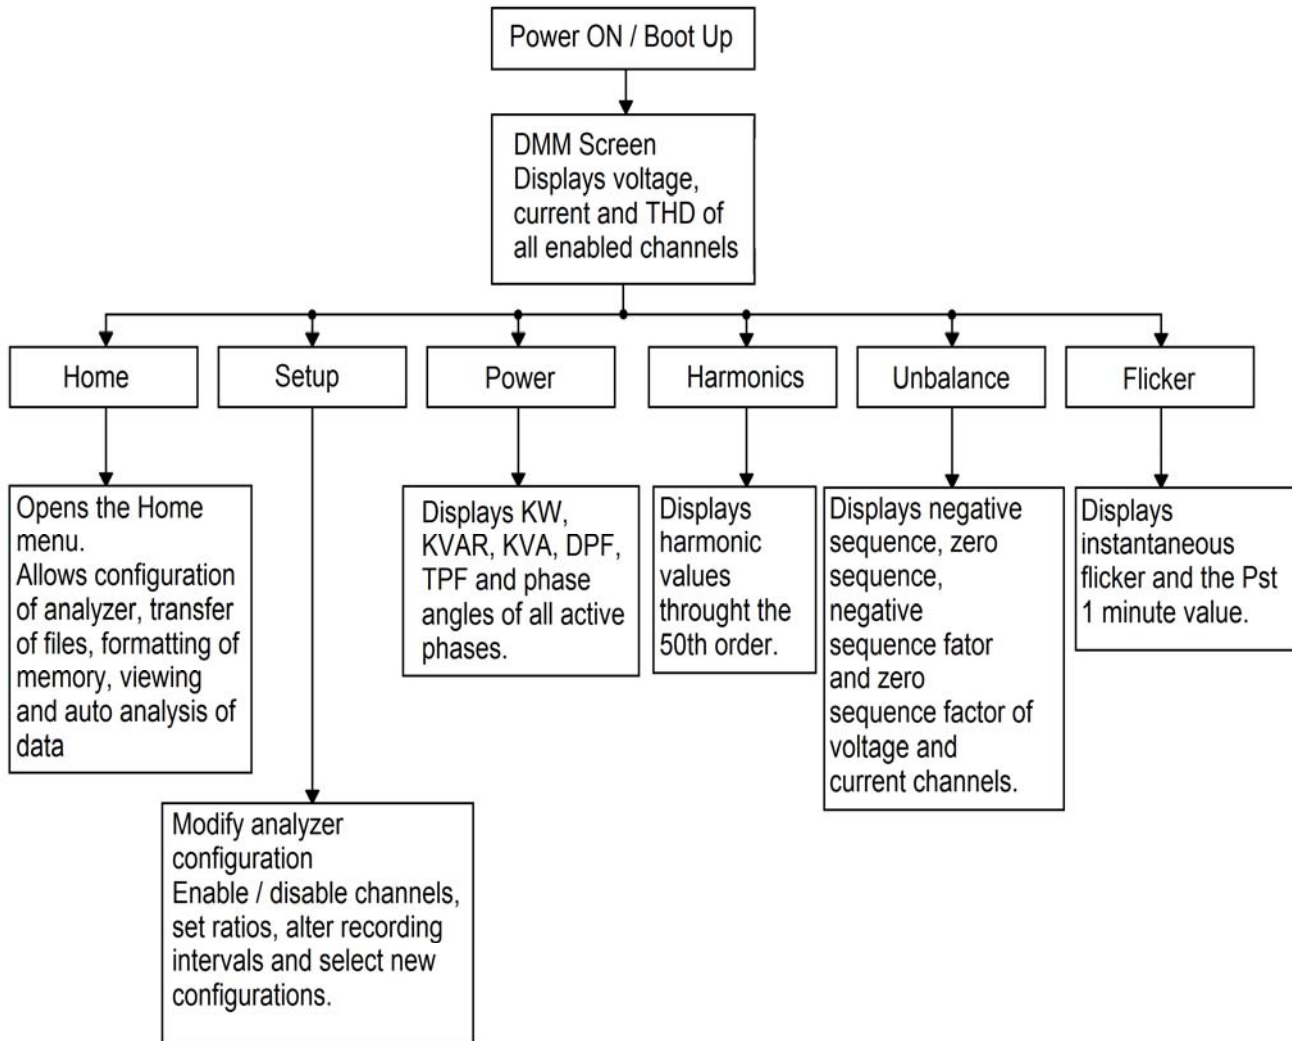 Power ON / Boot Up
DMM Screen
Displays voltage,
current and THD of
all enabled channels
Home
Setup
Power
Harmonics
Unbalance
Flicker
Opens the Home
menu.
Allows configuration
of analyzer, transfer
of files, formatting of
memory, viewing
and auto analysis of
data
Modify analyzer
configuration
Enable / disable channels,
set ratios, alter recording
intervals and select new
configurations.
Displays KW,
KVAR, KVA, DPF,
TPF and phase
angles of all active
phases.
Displays
harmonic
values
throught the
50th order.
Displays negative
sequence, zero
sequence,
negative
sequence fator
and zero
sequence factor of
voltage and
current channels.
Displays
instantaneous
flicker and the Pst
1 minute value.